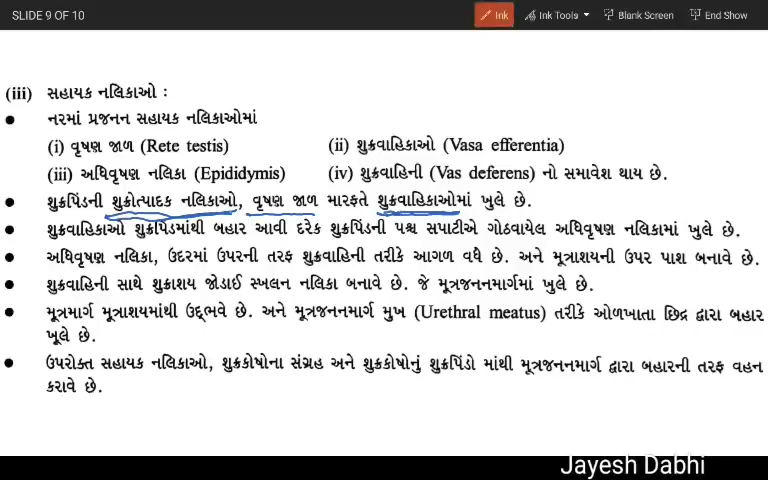 SLIDE 9 OF 10
Ink
Ink Tools
Blank Screen
End Show
(iii) સહાયક નલિકાઓ :
● નરમાં પ્રજનન સહાયક નલિકાઓમાં
(i) વૃષણ જાળ (Rete testis) (ii) શુક્રવાહિકાઓ (Vasa efferentia)
(iii) અધિવૃષણ નલિકા (Epididymis) (iv) શુક્રવાહિની (Vas deferens) નો સમાવેશ થાય છે.
● શુક્રપિંડની શુક્રોત્પાદક નલિકાઓ, વૃષણ જાળ મારફતે શુક્રવાહિકાઓમાં ખુલે છે.
● શુક્રવાહિકાઓ શુક્રપિંડમાંથી બહાર આવી દરેક શુક્રપિંડની પશ્ચ સપાટીએ ગોઠવાયેલ અધિવૃષણ નલિકામાં ખુલે છે.
● અધિવૃષણ નલિકા, ઉદરમાં ઉપરની તરફ શુક્રવાહિની તરીકે આગળ વધે છે. અને મૂત્રાશયની ઉપર પાશ બનાવે છે.
● શુક્રવાહિની સાથે શુક્રાશય જોડાઈ સ્ખલન નલિકા બનાવે છે. જે મૂત્રજનનમાર્ગમાં ખુલે છે.
● મૂત્રમાર્ગ મૂત્રાશયમાંથી ઉદ્ભવે છે. અને મૂત્રજનનમાર્ગ મુખ (Urethral meatus) તરીકે ઓળખાતા છિદ્ર દ્વારા બહાર
ખૂલે છે.
● ઉપરોક્ત સહાયક નલિકાઓ, શુક્રકોષોના સંગ્રહ અને શુક્રકોષોનું શુક્રપિંડો માંથી મૂત્રજનનમાર્ગ દ્વારા બહારની તરફ વહન
કરાવે છે.
Jayesh Dabhi